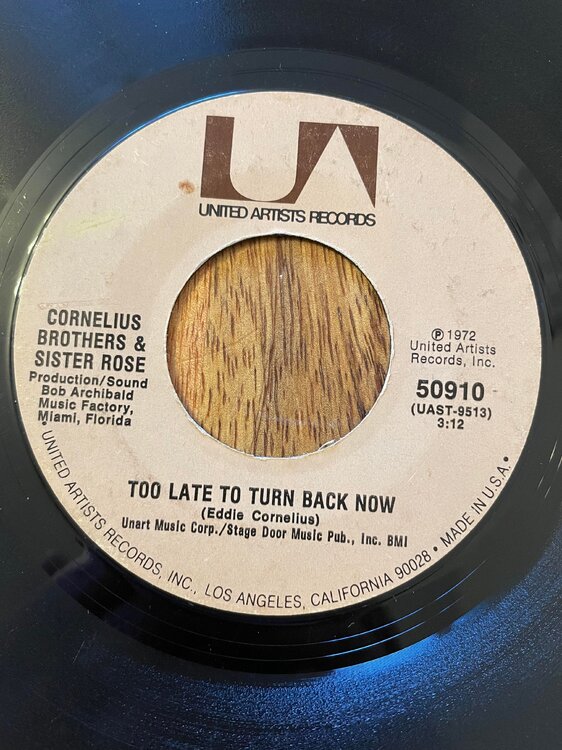 UA
UNITED ARTISTS RECORDS
CORNELIUS
BROTHERS &
SISTER ROSE
Production/Sound
Bob Archibald
Music Factory,
Miami, Florida
℗ 1972
United Artists
Records, Inc.
50910
(UAST-9513)
3:12
TOO LATE TO TURN BACK NOW
(Eddie Cornelius)
Unart Music Corp./Stage Door Music Pub., Inc. BMI
• UNITED ARTISTS RECORDS, INC., LOS ANGELES, CALIFORNIA 90028 • MADE IN U.S.A. •